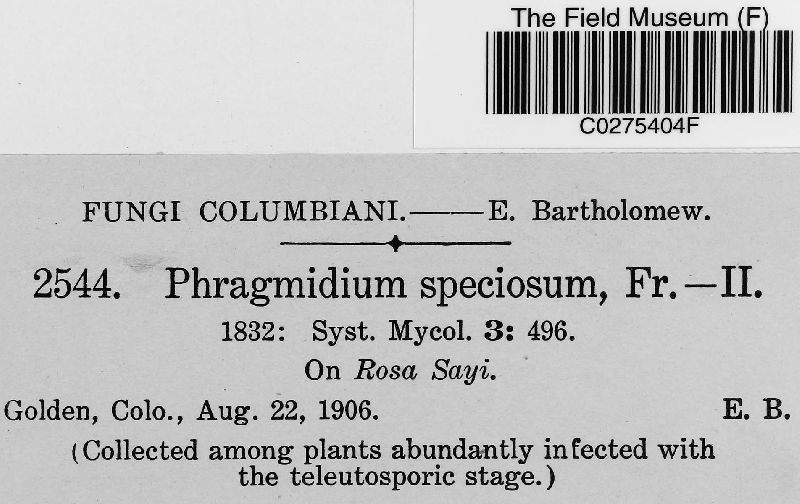 The Field Museum (F)
C0275404F
FUNGI COLUMBIANI.——E. Bartholomew.
2544. Phragmidium speciosum, Fr.—II.
1832: Syst. Mycol. 3: 496.
On Rosa Sayi.
Golden, Colo., Aug. 22, 1906. E. B.
(Collected among plants abundantly infected with
the teleutosporic stage.)